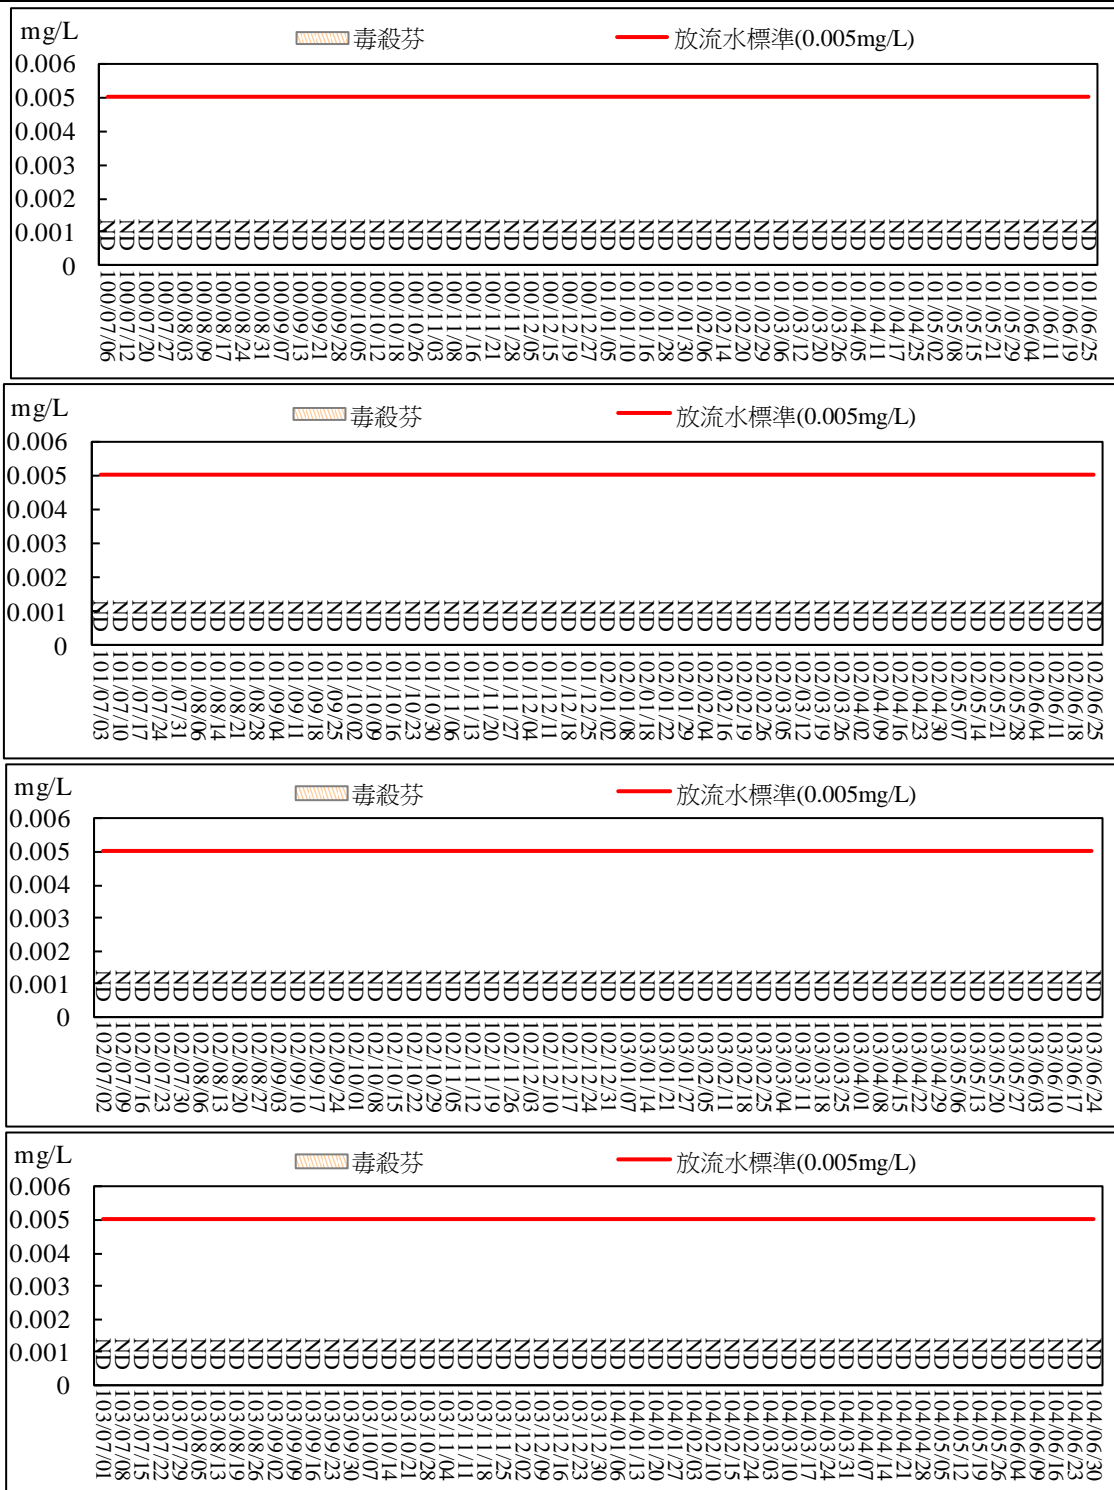 mg/L
毒殺芬 放流水標準(0.005mg/L)
0.006
0.005
0.004
0.003
0.002
0.001
0
ND ND ND ND ND ND ND ND ND ND ND ND ND ND ND ND ND ND ND ND ND ND ND ND ND ND ND ND ND ND ND ND ND ND ND ND ND ND ND ND ND ND ND ND ND ND ND ND ND ND ND ND
100/07/06 100/07/12 100/07/20 100/07/27 100/08/03 100/08/09 100/08/17 100/08/24 100/08/31 100/09/07 100/09/13 100/09/21 100/09/28 100/10/05 100/10/12 100/10/18 100/10/26 100/11/03 100/11/08 100/11/16 100/11/21 100/11/28 100/12/05 100/12/15 100/12/19 100/12/27 101/01/05 101/01/10 101/01/16 101/01/28 101/01/30 101/02/06 101/02/14 101/02/20 101/02/29 101/03/06 101/03/12 101/03/20 101/03/26 101/04/05 101/04/11 101/04/17 101/04/25 101/05/02 101/05/08 101/05/15 101/05/21 101/05/29 101/06/04 101/06/11 101/06/19 101/06/25
mg/L
毒殺芬 放流水標準(0.005mg/L)
0.006
0.005
0.004
0.003
0.002
0.001
0
ND ND ND ND ND ND ND ND ND ND ND ND ND ND ND ND ND ND ND ND ND ND ND ND ND ND ND ND ND ND ND ND ND ND ND ND ND ND ND ND ND ND ND ND ND ND ND ND ND ND ND
101/07/03 101/07/10 101/07/17 101/07/24 101/07/31 101/08/06 101/08/14 101/08/21 101/08/28 101/09/04 101/09/11 101/09/18 101/09/25 101/10/02 101/10/09 101/10/16 101/10/23 101/10/30 101/11/06 101/11/13 101/11/20 101/11/27 101/12/04 101/12/11 101/12/18 101/12/25 102/01/02 102/01/08 102/01/18 102/01/22 102/01/29 102/02/04 102/02/16 102/02/19 102/02/26 102/03/05 102/03/12 102/03/19 102/03/26 102/04/02 102/04/09 102/04/16 102/04/23 102/04/30 102/05/07 102/05/21 102/05/28 102/06/04 102/06/11 102/06/18 102/06/25
mg/L
毒殺芬 放流水標準(0.005mg/L)
0.006
0.005
0.004
0.003
0.002
0.001
0
ND ND ND ND ND ND ND ND ND ND ND ND ND ND ND ND ND ND ND ND ND ND ND ND ND ND ND ND ND ND ND ND ND ND ND ND ND ND ND ND ND ND ND ND ND ND ND ND ND ND ND ND
102/07/02 102/07/09 102/07/16 102/07/23 102/07/30 102/08/06 102/08/13 102/08/20 102/08/27 102/09/03 102/09/10 102/09/17 102/09/24 102/10/01 102/10/08 102/10/15 102/10/22 102/10/29 102/11/05 102/11/12 102/11/19 102/11/26 102/12/03 102/12/10 102/12/17 102/12/24 102/12/31 103/01/07 103/01/14 103/01/21 103/01/27 103/02/05 103/02/11 103/02/18 103/02/25 103/03/04 103/03/11 103/03/18 103/03/25 103/04/01 103/04/08 103/04/15 103/04/22 103/04/29 103/05/06 103/05/13 103/05/20 103/05/27 103/06/03 103/06/10 103/06/17 103/06/24
mg/L
毒殺芬 放流水標準(0.005mg/L)
0.006
0.005
0.004
0.003
0.002
0.001
0
ND ND ND ND ND ND ND ND ND ND ND ND ND ND ND ND ND ND ND ND ND ND ND ND ND ND ND ND ND ND ND ND ND ND ND ND ND ND ND ND ND ND ND ND ND ND ND ND ND ND ND ND ND
103/07/01 103/07/08 103/07/15 103/07/22 103/07/29 103/08/05 103/08/13 103/08/19 103/08/26 103/09/02 103/09/09 103/09/16 103/09/23 103/09/30 103/10/07 103/10/14 103/10/21 103/10/28 103/11/04 103/11/11 103/11/18 103/11/25 103/12/02 103/12/09 103/12/16 103/12/23 103/12/30 104/01/06 104/01/13 104/01/20 104/01/27 104/02/03 104/02/10 104/02/15 104/02/24 104/03/03 104/03/10 104/03/17 104/03/24 104/03/31 104/04/07 104/04/14 104/04/21 104/04/28 104/05/05 104/05/12 104/05/19 104/05/26 104/06/04 104/06/09 104/06/16 104/06/23 104/06/30